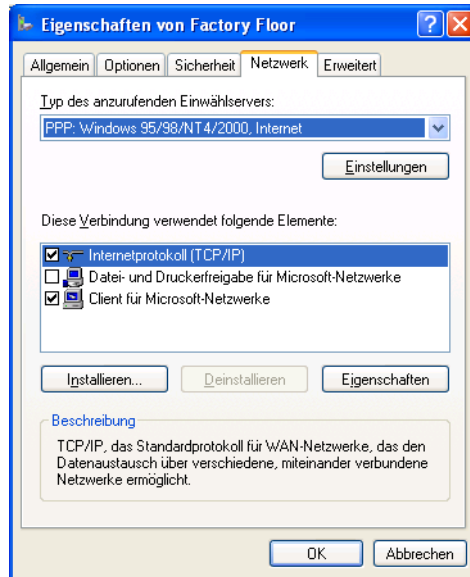 Eigenschaften von Factory Floor
Allgemein Optionen Sicherheit Netzwerk Erweitert
Typ des anzurufenden Einwählservers:
PPP: Windows 95/98/NT4/2000, Internet
Einstellungen
Diese Verbindung verwendet folgende Elemente:
Internetprotokoll (TCP/IP)
Datei- und Druckerfreigabe für Microsoft-Netzwerke
Client für Microsoft-Netzwerke
Installieren... Deinstallieren Eigenschaften
Beschreibung
TCP/IP, das Standardprotokoll für WAN-Netzwerke, das den
Datenaustausch über verschiedene, miteinander verbundene
Netzwerke ermöglicht.
OK Abbrechen